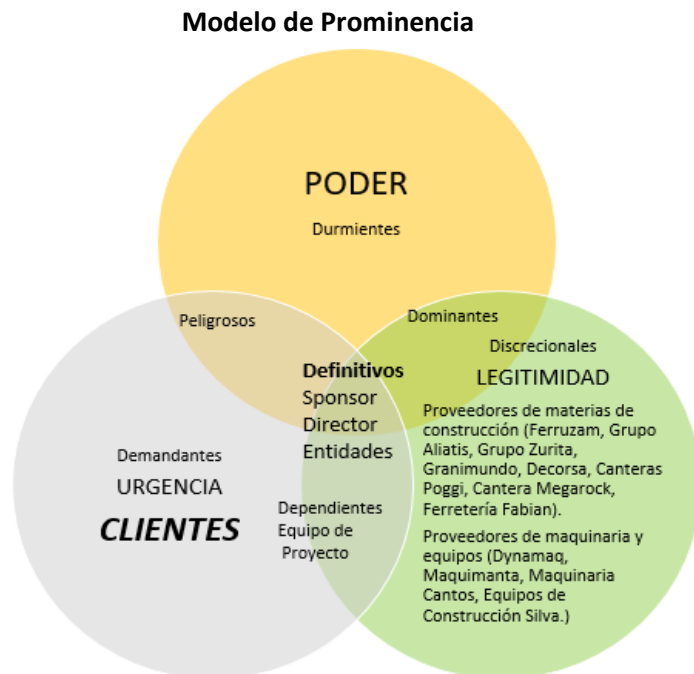 Modelo de Prominencia
PODER
Durmientes
Peligrosos
Dominantes
Discrecionales
LEGITIMIDAD
Definitivos
Sponsor
Director
Entidades
Proveedores de materias de
construcción (Ferruzam, Grupo
Aliatis, Grupo Zurita,
Granimundo, Decorsa, Canteras
Poggi, Cantera Megarock,
Ferretería Fabian).
Proveedores de maquinaria y
equipos (Dynamaq,
Maquimanta, Maquinaria
Cantos, Equipos de
Construcción Silva.)
Demandantes
URGENCIA
CLIENTES
Dependientes
Equipo de
Proyecto